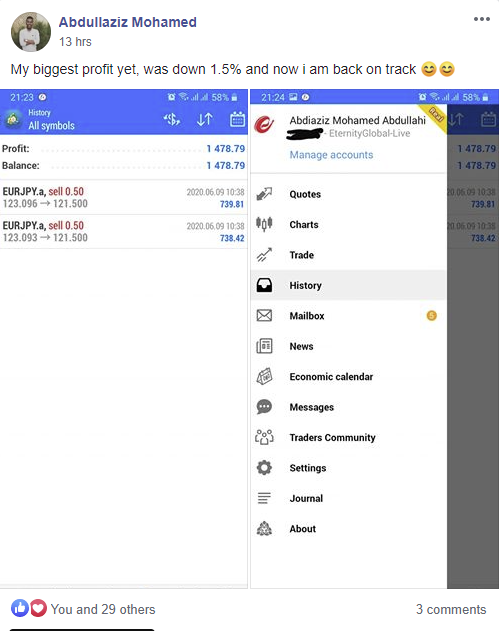 Abdullaziz Mohamed
13 hrs
My biggest profit yet, was down 1.5% and now i am back on track 😊😊
21:23
58%
History
All symbols
Profit: 1 478.79
Balance: 1 478.79
EURJPY.a, sell 0.50 2020.06.09 10:38
123.096 → 121.500 739.81
EURJPY.a, sell 0.50 2020.06.09 10:38
123.093 → 121.500 738.42
21:24
58%
Abdiaziz Mohamed Abdullahi
- EternityGlobal-Live
Real
Manage accounts
Quotes
Charts
Trade
History
Mailbox 5
News
Economic calendar
Messages
Traders Community
Settings
Journal
About
1 478.79
1 478.79
20.06.09 10:38
739.81
20.06.09 10:38
738.42
You and 29 others
3 comments